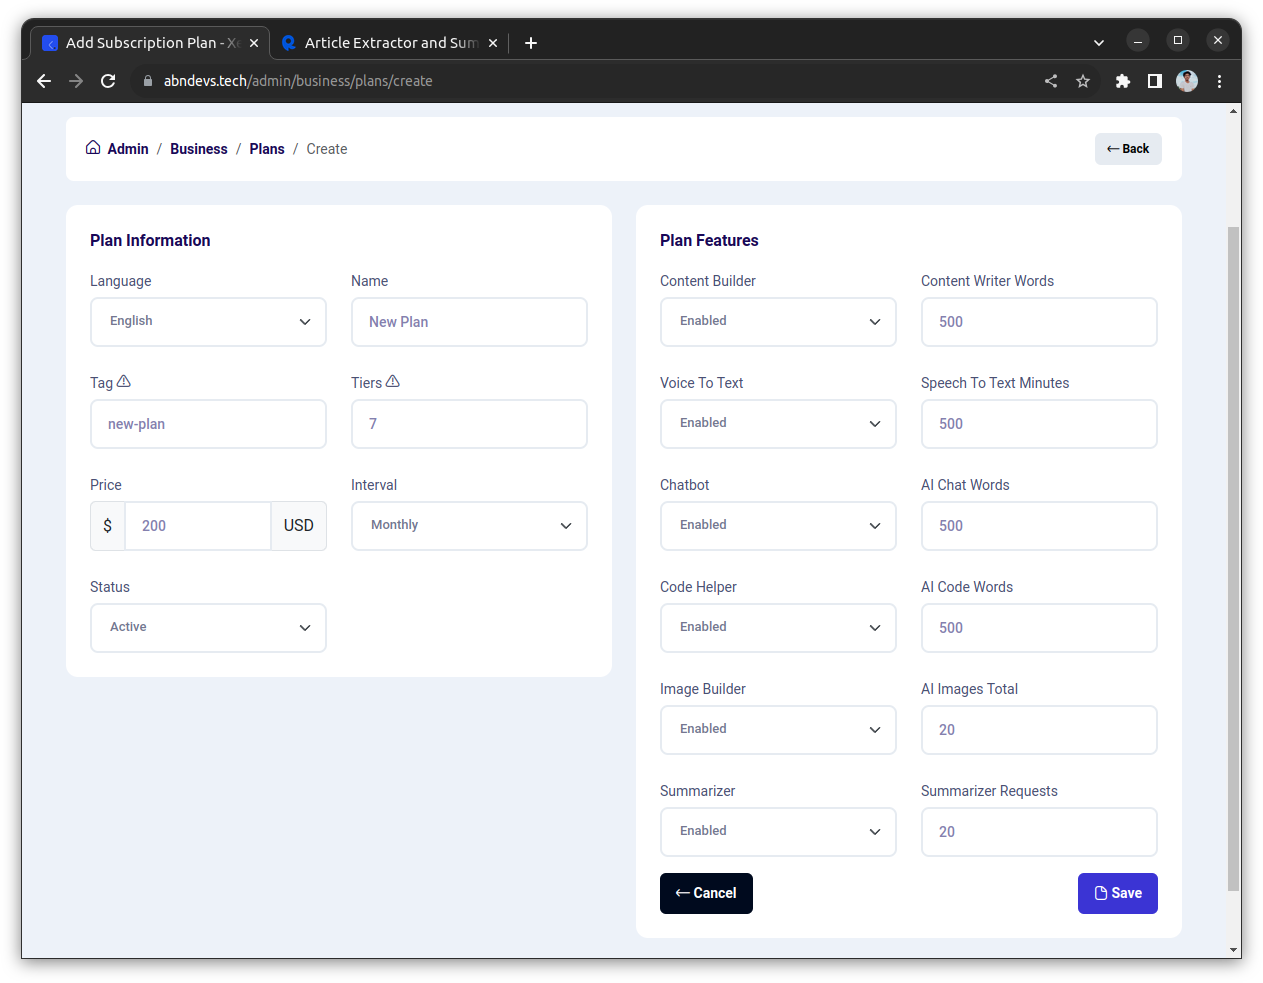 Add Subscription Plan - Xe
Article Extractor and Sum
abndevs.tech/admin/business/plans/create
Admin / Business / Plans / Create
Back
Plan Information
Language
Name
English
New Plan
Tag
Tiers
new-plan
7
Price
Interval
$ 200 USD
Monthly
Status
Active
Plan Features
Content Builder
Content Writer Words
Enabled
500
Voice To Text
Speech To Text Minutes
Enabled
500
Chatbot
AI Chat Words
Enabled
500
Code Helper
AI Code Words
Enabled
500
Image Builder
AI Images Total
Enabled
20
Summarizer
Summarizer Requests
Enabled
20
Cancel
Save